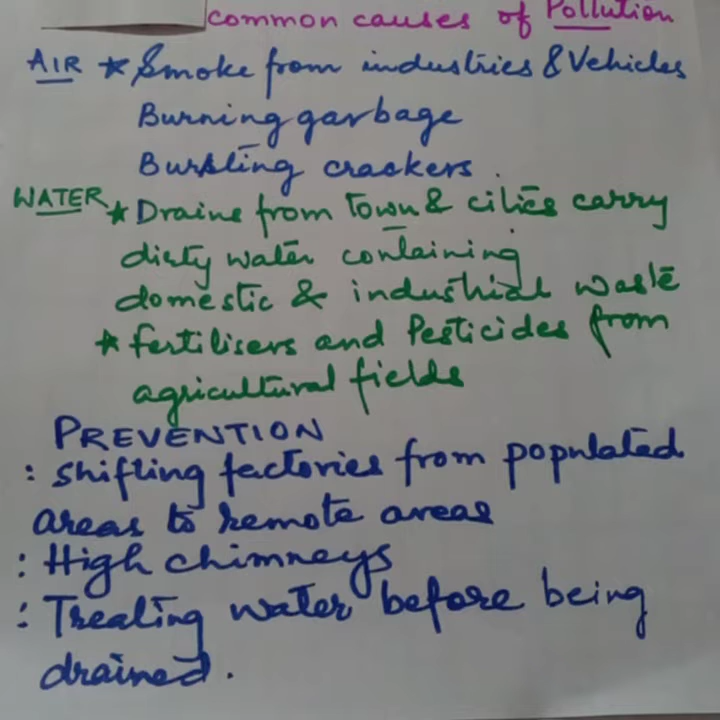 common causes of Pollution
AIR ★ Smoke from industries & Vehicles
Burning garbage
Bursting crackers.
WATER ★ Drains from town & cities carry
dirty water containing
domestic & industrial waste
★ Fertilisers and Pesticides from
agricultural fields
PREVENTION
: Shifting factories from populated
areas to remote areas
: High chimneys
: Treating water before being
drained.